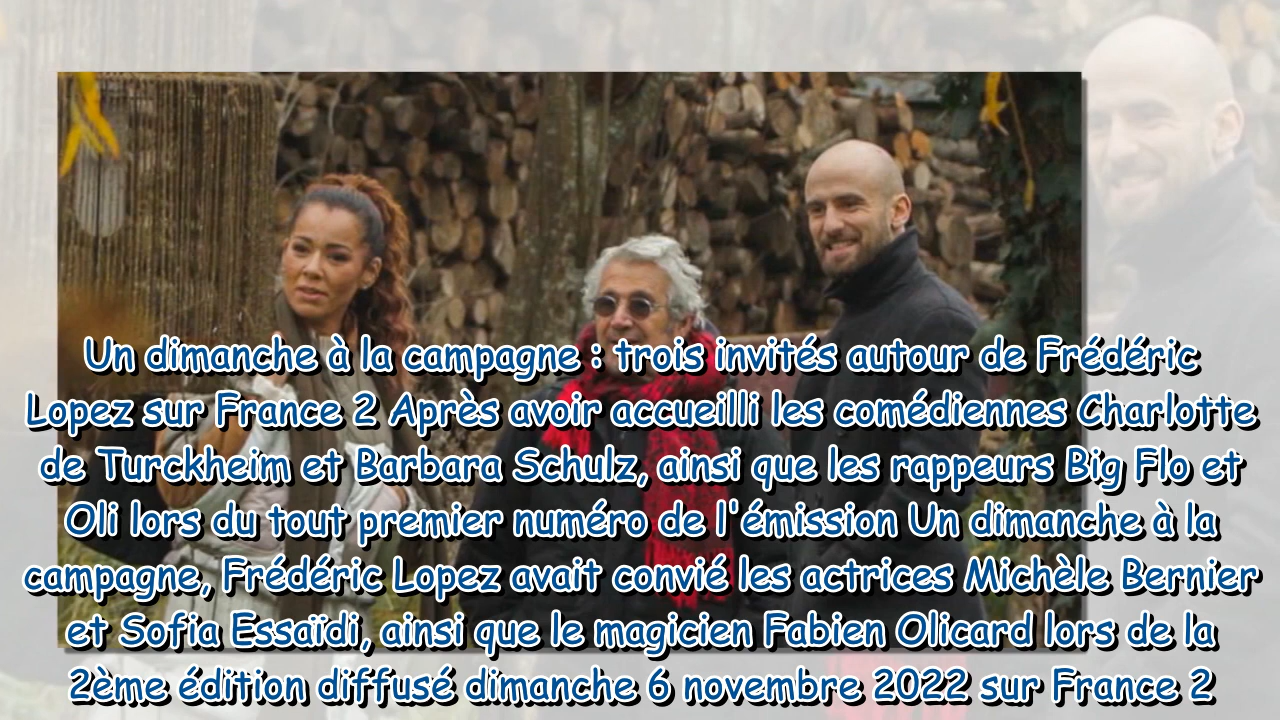 Un dimanche à la campagne : trois invités autour de Frédéric
Lopez sur France 2 Après avoir accueilli les comédiennes Charlotte
de Turckheim et Barbara Schulz, ainsi que les rappeurs Big Flo et
Oli lors du tout premier numéro de l'émission Un dimanche à la
campagne, Frédéric Lopez avait convié les actrices Michèle Bernier
et Sofia Essaïdi, ainsi que le magicien Fabien Olicard lors de la
2ème édition diffusé dimanche 6 novembre 2022 sur France 2